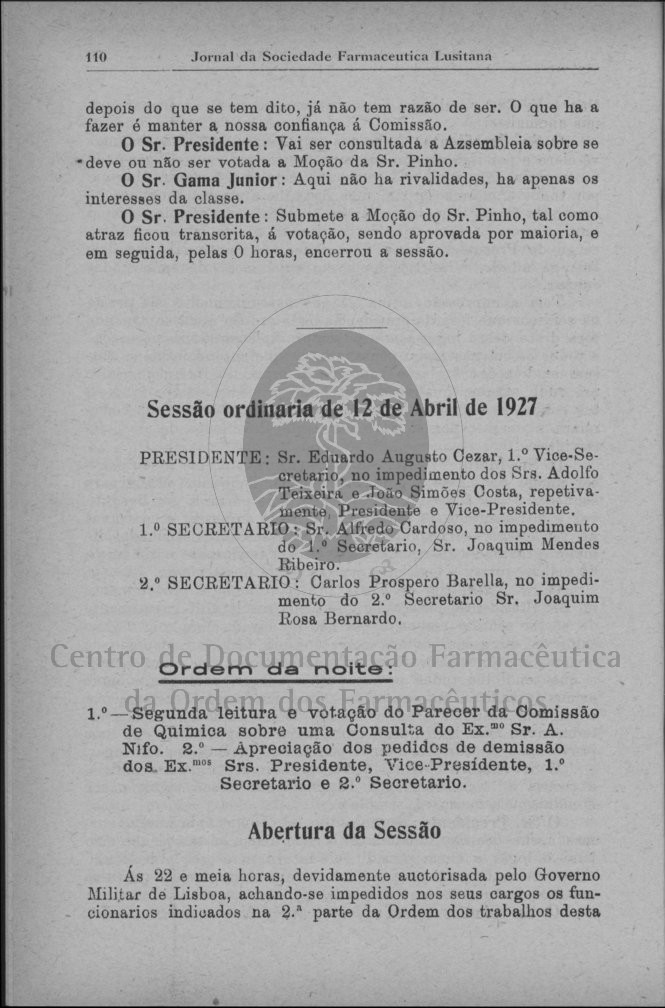 110 Jornal da Sociedade Farmaceutica Lusitana
depois do que se tem dito, já não tem razão de ser. O que ha a
fazer é manter a nossa confiança á Comissão.
O Sr. Presidente: Vai ser consultada a Azsembleia sobre se
deve ou não ser votada a Moção da Sr. Pinho.
O Sr. Gama Junior: Aqui não ha rivalidades, ha apenas os
interesses da classe.
O Sr. Presidente: Submete a Moção do Sr. Pinho, tal como
atraz ficou transcrita, á votação, sendo aprovada por maioria, e
em seguida, pelas 0 horas, encerrou a sessão.
Sessão ordinaria de 12 de Abril de 1927
PRESIDENTE: Sr. Eduardo Augusto Cezar, 1.º Vice-Se-
cretario, no impedimento dos Srs. Adolfo
Teixeira e João Simões Costa, repetiva-
mente, Presidente e Vice-Presidente.
1.º SECRETARIO: Sr. Alfredo Cardoso, no impedimento
do 1.º Secretario, Sr. Joaquim Mendes
Ribeiro.
2.º SECRETARIO: Carlos Prospero Barella, no impedi-
mento do 2.º Secretario Sr. Joaquim
Rosa Bernardo.
Centro de Documentação Farmacêutica
Ordem da noite:
da Ordem dos Farmacêuticos
1.º—Segunda leitura e votação do Parecer da Comissão
de Quimica sobre uma Consulta do Ex.mo Sr. A.
Nifo. 2.º — Apreciação dos pedidos de demissão
dos Ex.mos Srs. Presidente, Vice-Presidente, 1.º
Secretario e 2.º Secretario.
Abertura da Sessão
Ás 22 e meia horas, devidamente auctorisada pelo Governo
Militar de Lisboa, achando-se impedidos nos seus cargos os fun-
cionarios indicados na 2.ª parte da Ordem dos trabalhos desta